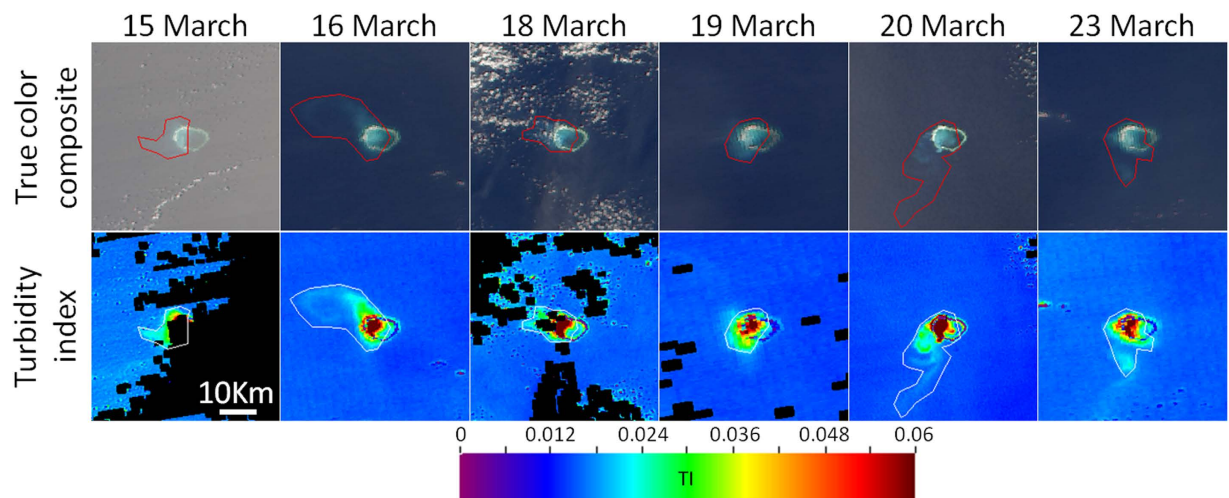 15 March 16 March 18 March 19 March 20 March 23 March
True color
composite
Turbidity
index
10Km
0 0.012 0.024 0.036 0.048 0.06
TI